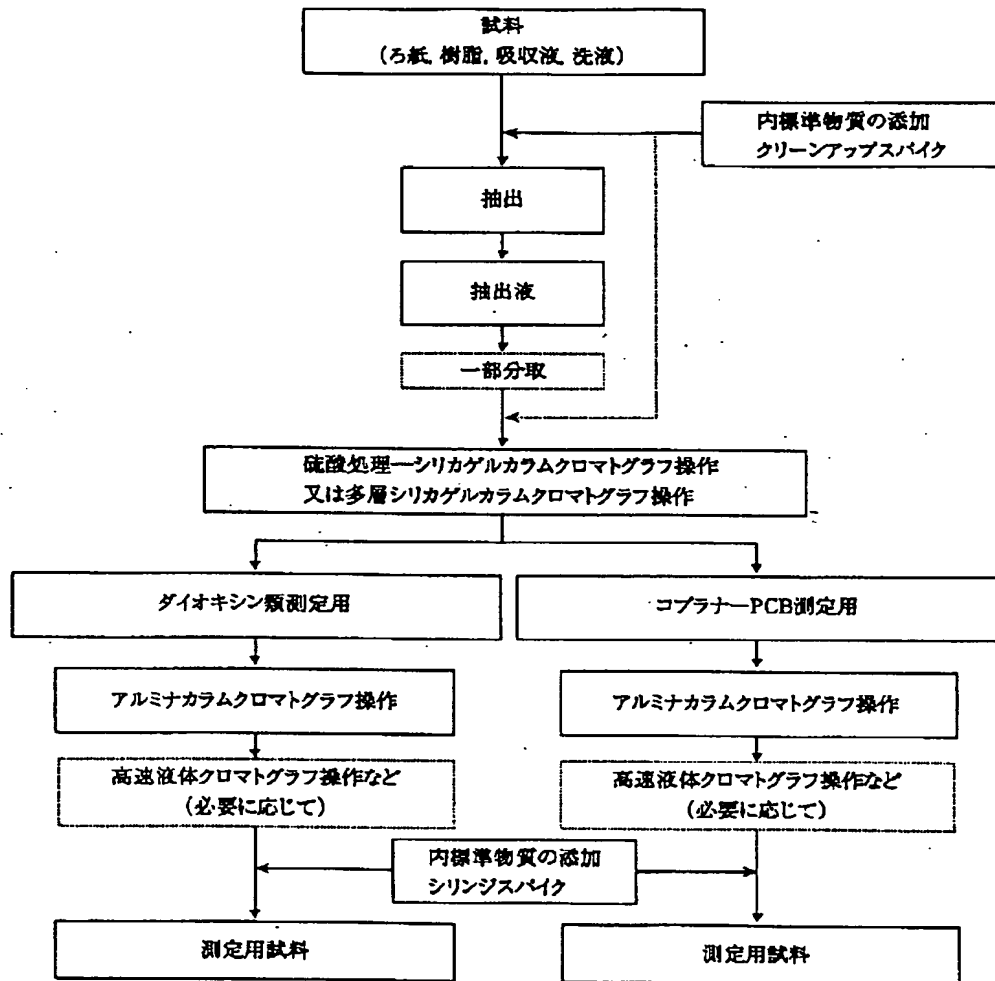 試料
(ろ紙, 樹脂, 吸収液, 洗液)
内標準物質の添加
クリーンアップスパイク
抽出
抽出液
一部分取
硫酸処理―シリカゲルカラムクロマトグラフ操作
又は多層シリカゲルカラムクロマトグラフ操作
ダイオキシン類測定用
コプラナーPCB測定用
アルミナカラムクロマトグラフ操作
アルミナカラムクロマトグラフ操作
高速液体クロマトグラフ操作など
(必要に応じて)
高速液体クロマトグラフ操作など
(必要に応じて)
内標準物質の添加
シリンジスパイク
測定用試料
測定用試料